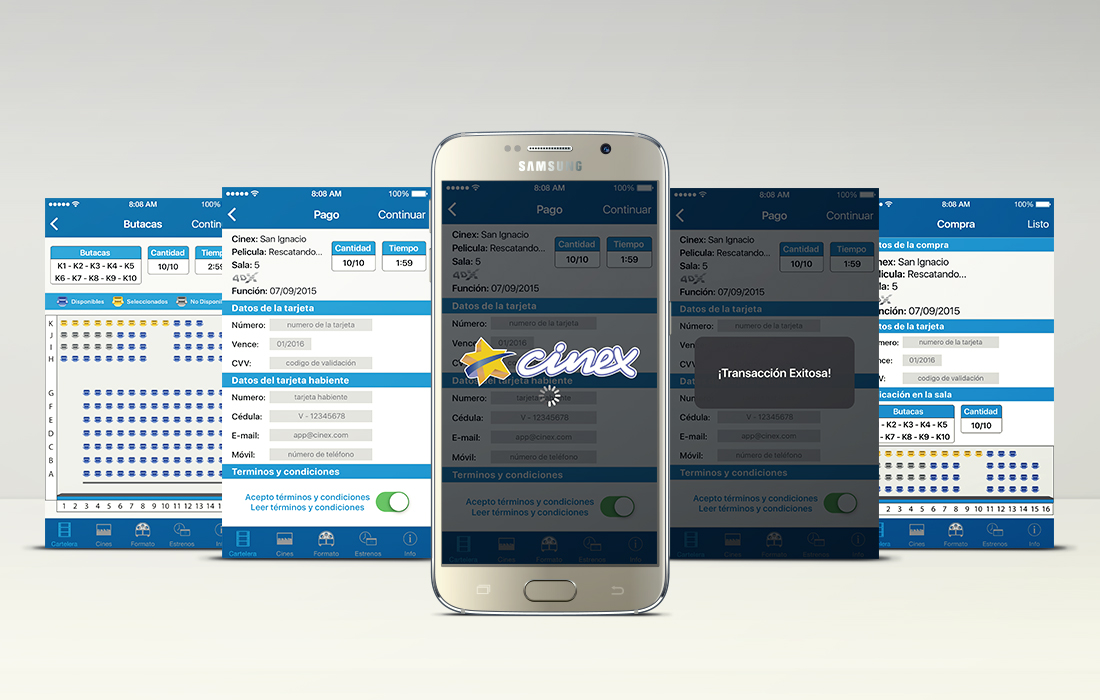 8:08 AM
100%
Butacas
Contin
Butacas
K1 - K2 - K3 - K4 - K5
K6 - K7 - K8 - K9 - K10
Cantidad
10/10
Tiemp
2:59
Disponibles
Seleccionados
No Disponi
K
J
I
H
G
F
E
D
C
B
A
1 2 3 4 5 6 7 8 9 10 11 12 13 14
Cartelera
Cines
Formato
Estrenos
8:08 AM
100%
Pago
Continuar
Cinex: San Ignacio
Pelicula: Rescatando...
Sala: 5
4DX
Función: 07/09/2015
Cantidad
10/10
Tiempo
1:59
Datos de la tarjeta
Número: numero de la tarjeta
Vence: 01/2016
CVV: codigo de validación
Datos del tarjeta habiente
Numero: tarjeta habiente
Cédula: V - 12345678
E-mail: app@cinex.com
Móvil: número de teléfono
Terminos y condiciones
Acepto términos y condiciones
Leer términos y condiciones
Cartelera
Cines
Formato
Estrenos
Info
SAMSUNG
8:08 AM
100%
Pago
Continuar
Cinex: San Ignacio
Pelicula: Rescatando...
Sala: 5
4DX
Función: 07/09/2015
Cantidad
10/10
Tiempo
1:59
Datos de la tarjeta
Número: numero de la tarjeta
Vence: 01/2016
cinex
Datos del tarjeta habiente
Numero: tarjeta habiente
Cédula: V - 12345678
E-mail: app@cinex.com
Móvil: número de teléfono
Terminos y condiciones
Acepto términos y condiciones
Leer términos y condiciones
Cartelera
Cines
Formato
Estrenos
Info
8:08 AM
100%
Pago
Continuar
Cinex: San Ignacio
Pelicula: Rescatando...
Sala: 5
4DX
Función: 07/09/2015
Cantidad
10/10
Tiempo
1:59
Datos de la tarjeta
Número: numero de la tarjeta
¡Transacción Exitosa!
Cédula: V - 12345678
E-mail: app@cinex.com
Móvil: número de teléfono
Terminos y condiciones
Acepto términos y condiciones
Leer términos y condiciones
Cartelera
Cines
Formato
Estrenos
Info
8:08 AM
100%
Compra
Listo
tos de la compra
nex: San Ignacio
licula: Rescatando...
la: 5
nción: 07/09/2015
tos de la tarjeta
mero: numero de la tarjeta
nce: 01/2016
V: codigo de validación
icación en la sala
Butacas
- K2 - K3 - K4 - K5
- K7 - K8 - K9 - K10
Cantidad
10/10
2 3 4 5 6 7 8 9 10 11 12 13 14 15 16
elera
Cines
Formato
Estrenos
Info